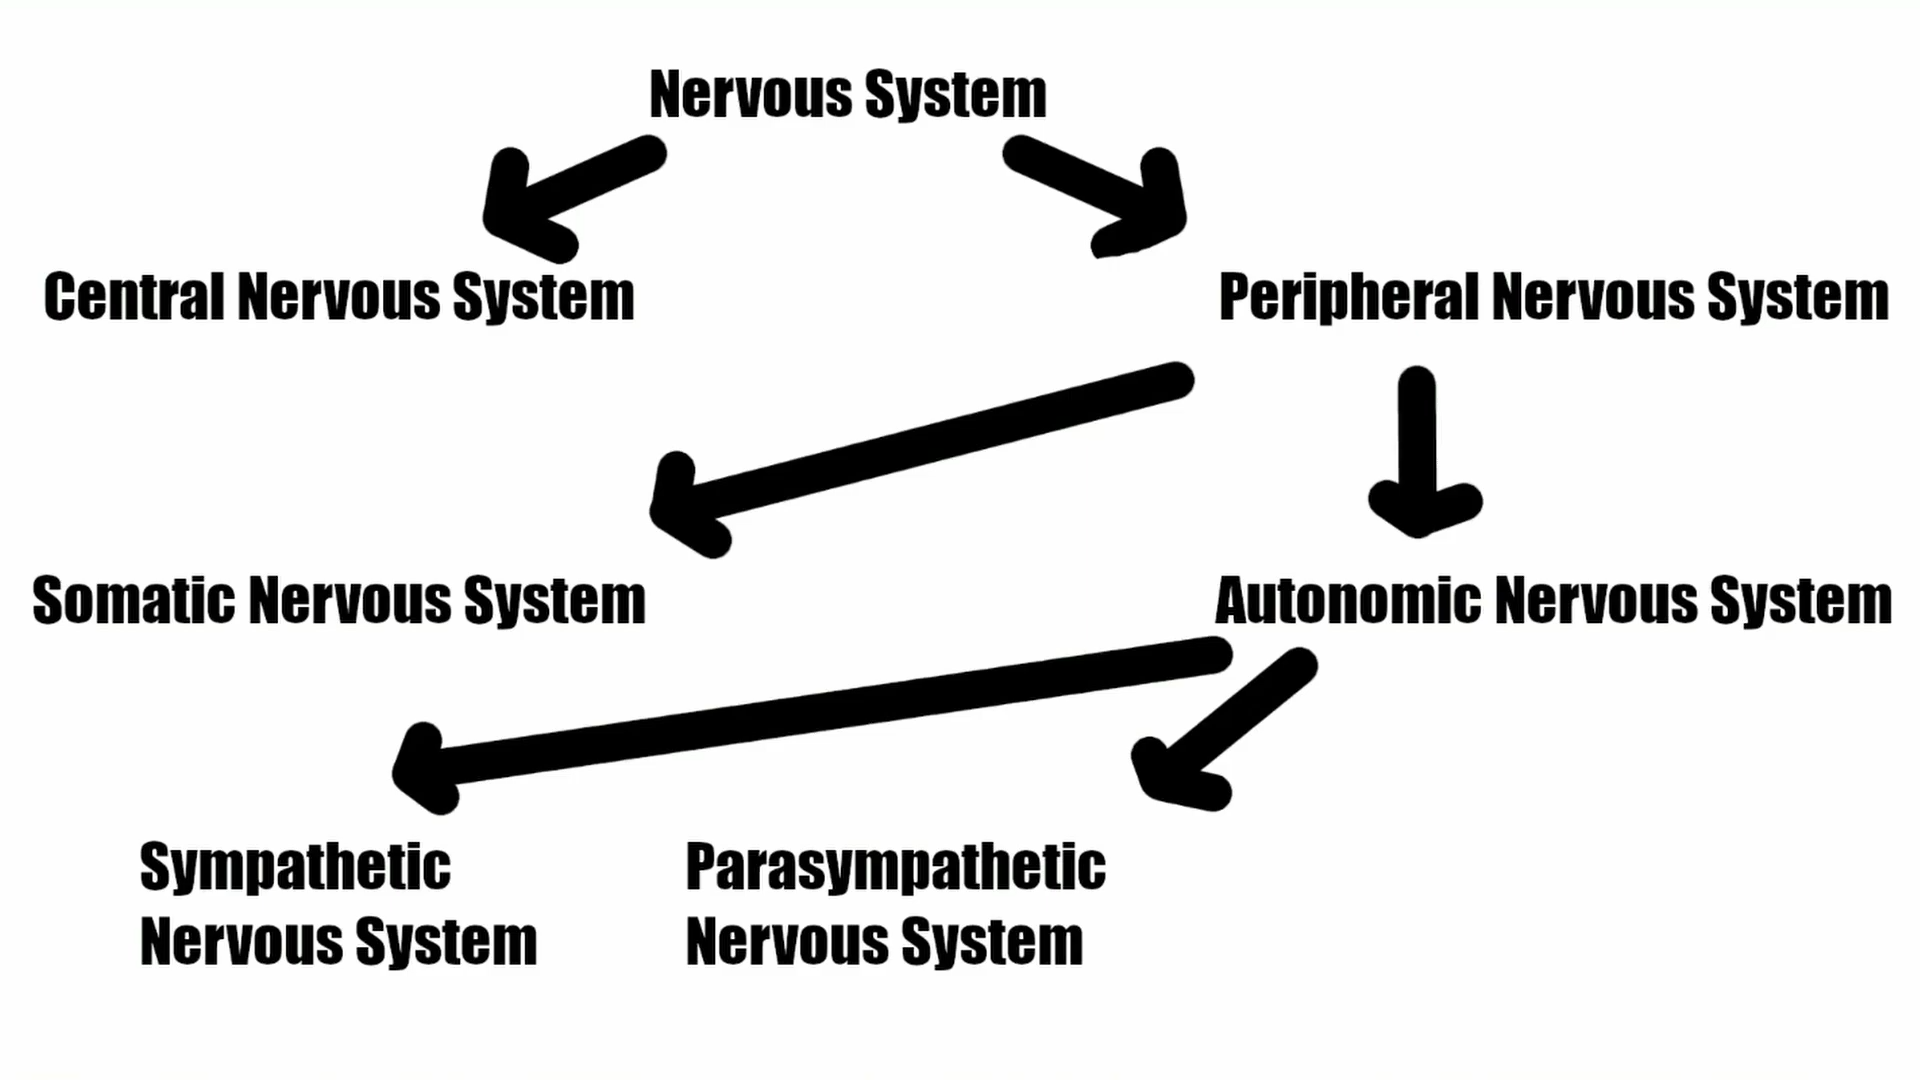 Nervous System
Central Nervous System
Peripheral Nervous System
Somatic Nervous System
Autonomic Nervous System
Sympathetic
Nervous System
Parasympathetic
Nervous System